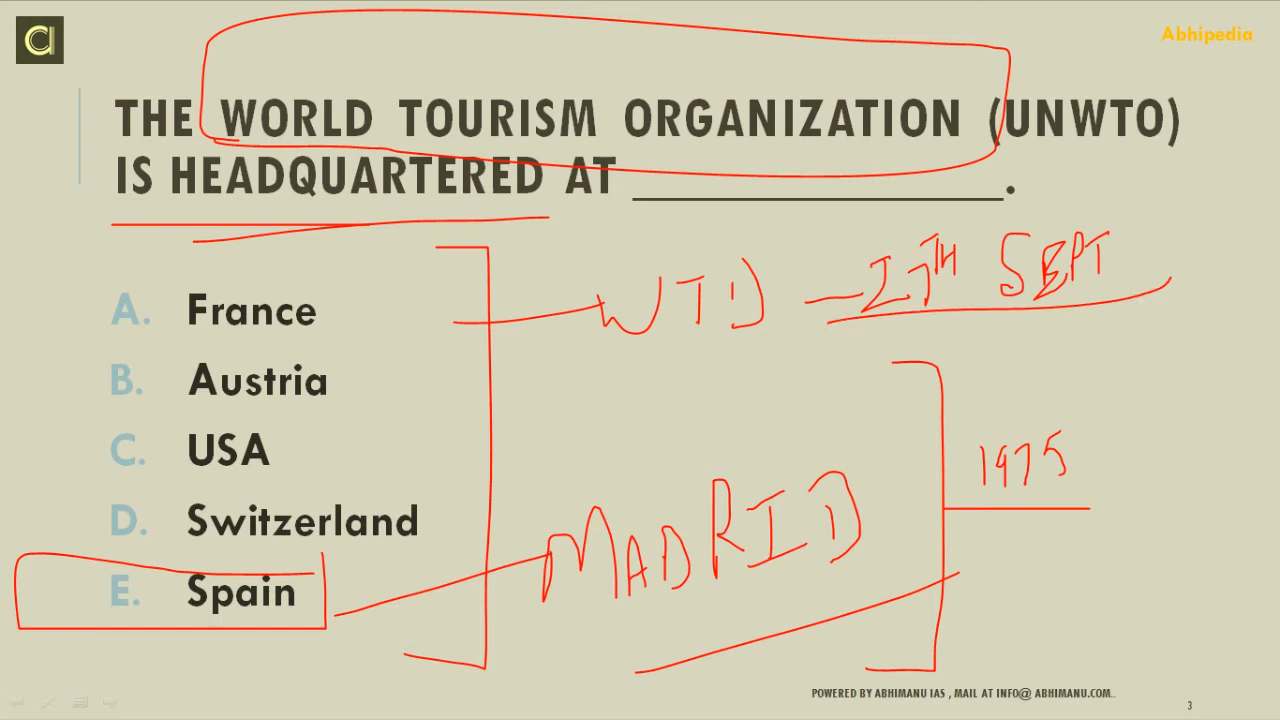 Abhipedia
THE WORLD TOURISM ORGANIZATION (UNWTO)
IS HEADQUARTERED AT ________________.
WTD - 27TH SEPT
A. France
B. Austria
C. USA
1975
D. Switzerland
MADRID
E. Spain
POWERED BY ABHIMANU IAS , MAIL AT INFO@ ABHIMANU.COM..
3